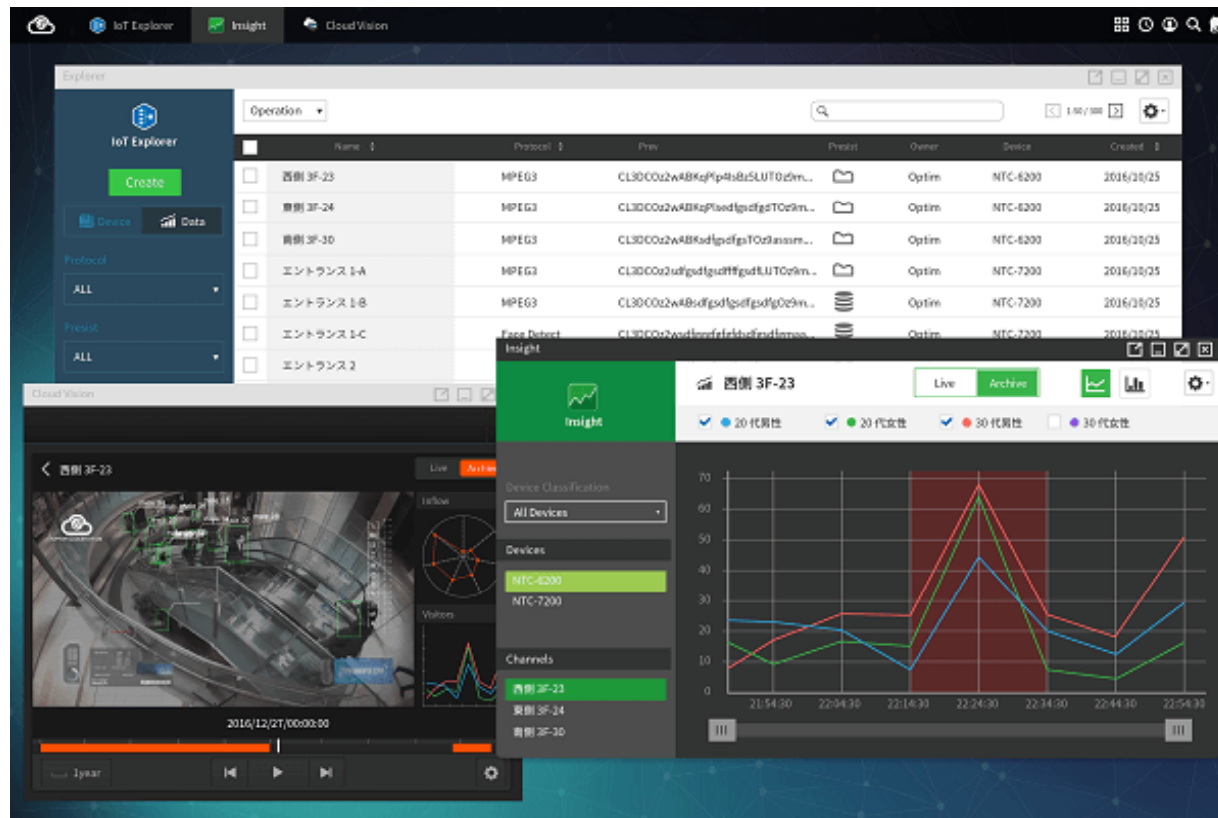 IoT Explorer Insight Cloud Vision
Explorer
IoT Explorer
Create
Device Data
Protocol
ALL
Presist
ALL
Operation
1-50 / 300
Name Protocol Prev Presist Owner Device Created
西側 3F-23 MPEG3 Optim NTC-6200 2016/10/25
東側 3F-24 MPEG3 Optim NTC-6200 2016/10/25
南側 3F-30 MPEG3 Optim NTC-6200 2016/10/25
エントランス 1-A MPEG3 Optim NTC-7200 2016/10/25
エントランス 1-B MPEG3 Optim NTC-7200 2016/10/25
エントランス 1-C Face Detect Optim NTC-7200 2016/10/25
エントランス 2
Cloud Vision
西側 3F-23
Live
Inflow
Visitors
2016/12/27/00:00:00
1year
Insight
Insight
Device Classification
All Devices
Devices
NTC-6200
NTC-7200
Channels
西側 3F-23
東側 3F-24
南側 3F-30
西側 3F-23
Live Archive
20 代男性 20 代女性 30 代男性 30 代女性
70
60
50
40
30
20
10
0
21:54:30 22:04:30 22:14:30 22:24:30 22:34:30 22:44:30 22:54:30